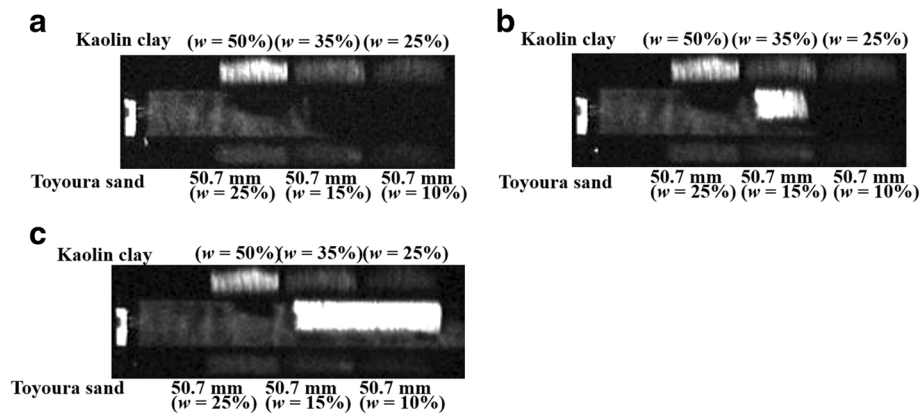 a
Kaolin clay (w = 50%) (w = 35%) (w = 25%)
Toyoura sand 50.7 mm 50.7 mm 50.7 mm
(w = 25%) (w = 15%) (w = 10%)
b
Kaolin clay (w = 50%) (w = 35%) (w = 25%)
Toyoura sand 50.7 mm 50.7 mm 50.7 mm
(w = 25%) (w = 15%) (w = 10%)
c
Kaolin clay (w = 50%) (w = 35%) (w = 25%)
Toyoura sand 50.7 mm 50.7 mm 50.7 mm
(w = 25%) (w = 15%) (w = 10%)